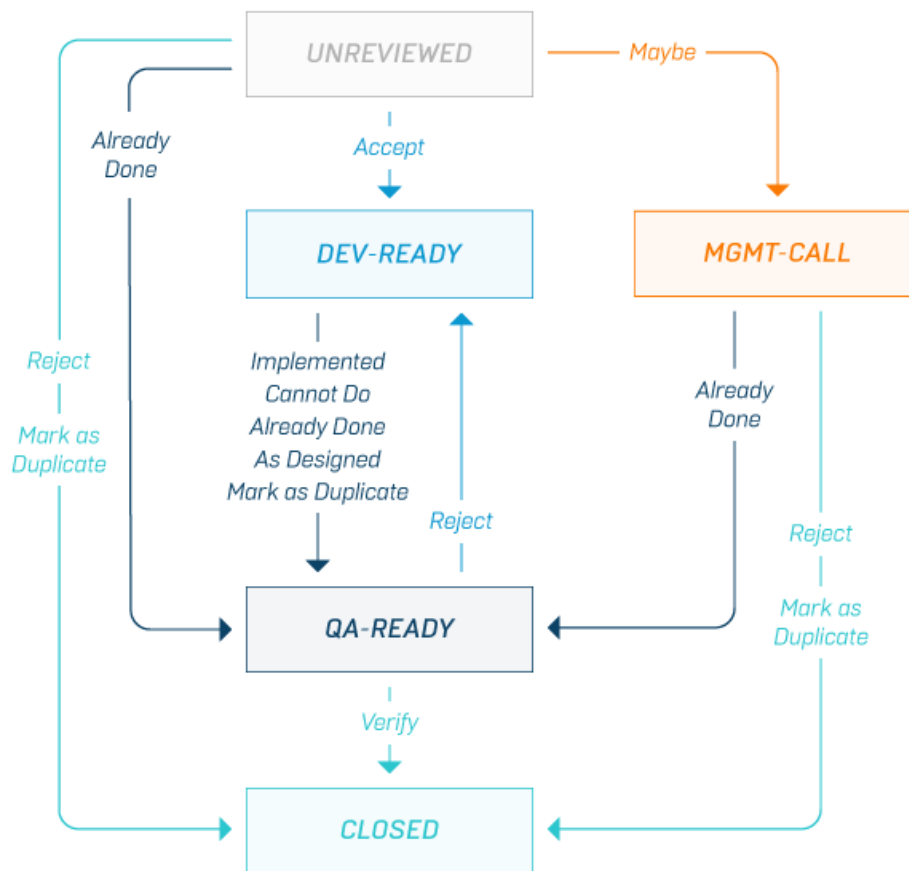 UNREVIEWED
Maybe
Already
Done
Accept
DEV-READY
MGMT-CALL
Reject
Mark as
Duplicate
Implemented
Cannot Do
Already Done
As Designed
Mark as Duplicate
Reject
Already
Done
Reject
Mark as
Duplicate
QA-READY
Verify
CLOSED